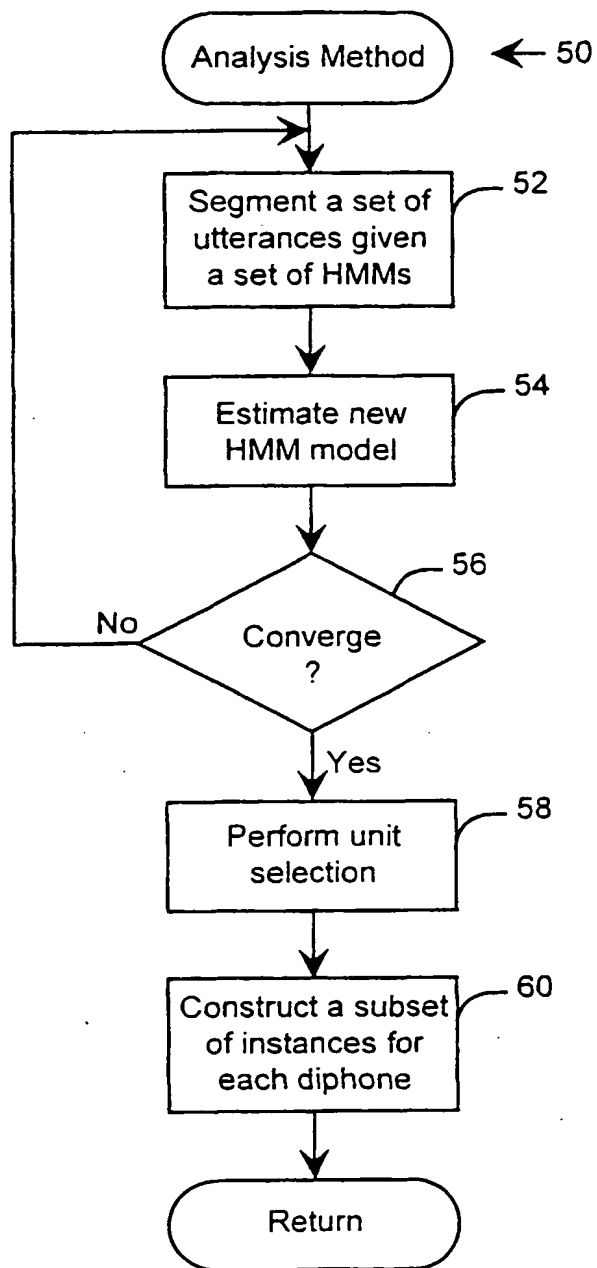 Analysis Method
50
52
Segment a set of
utterances given
a set of HMMs
54
Estimate new
HMM model
56
No
Converge
?
Yes
58
Perform unit
selection
60
Construct a subset
of instances for
each diphone
Return